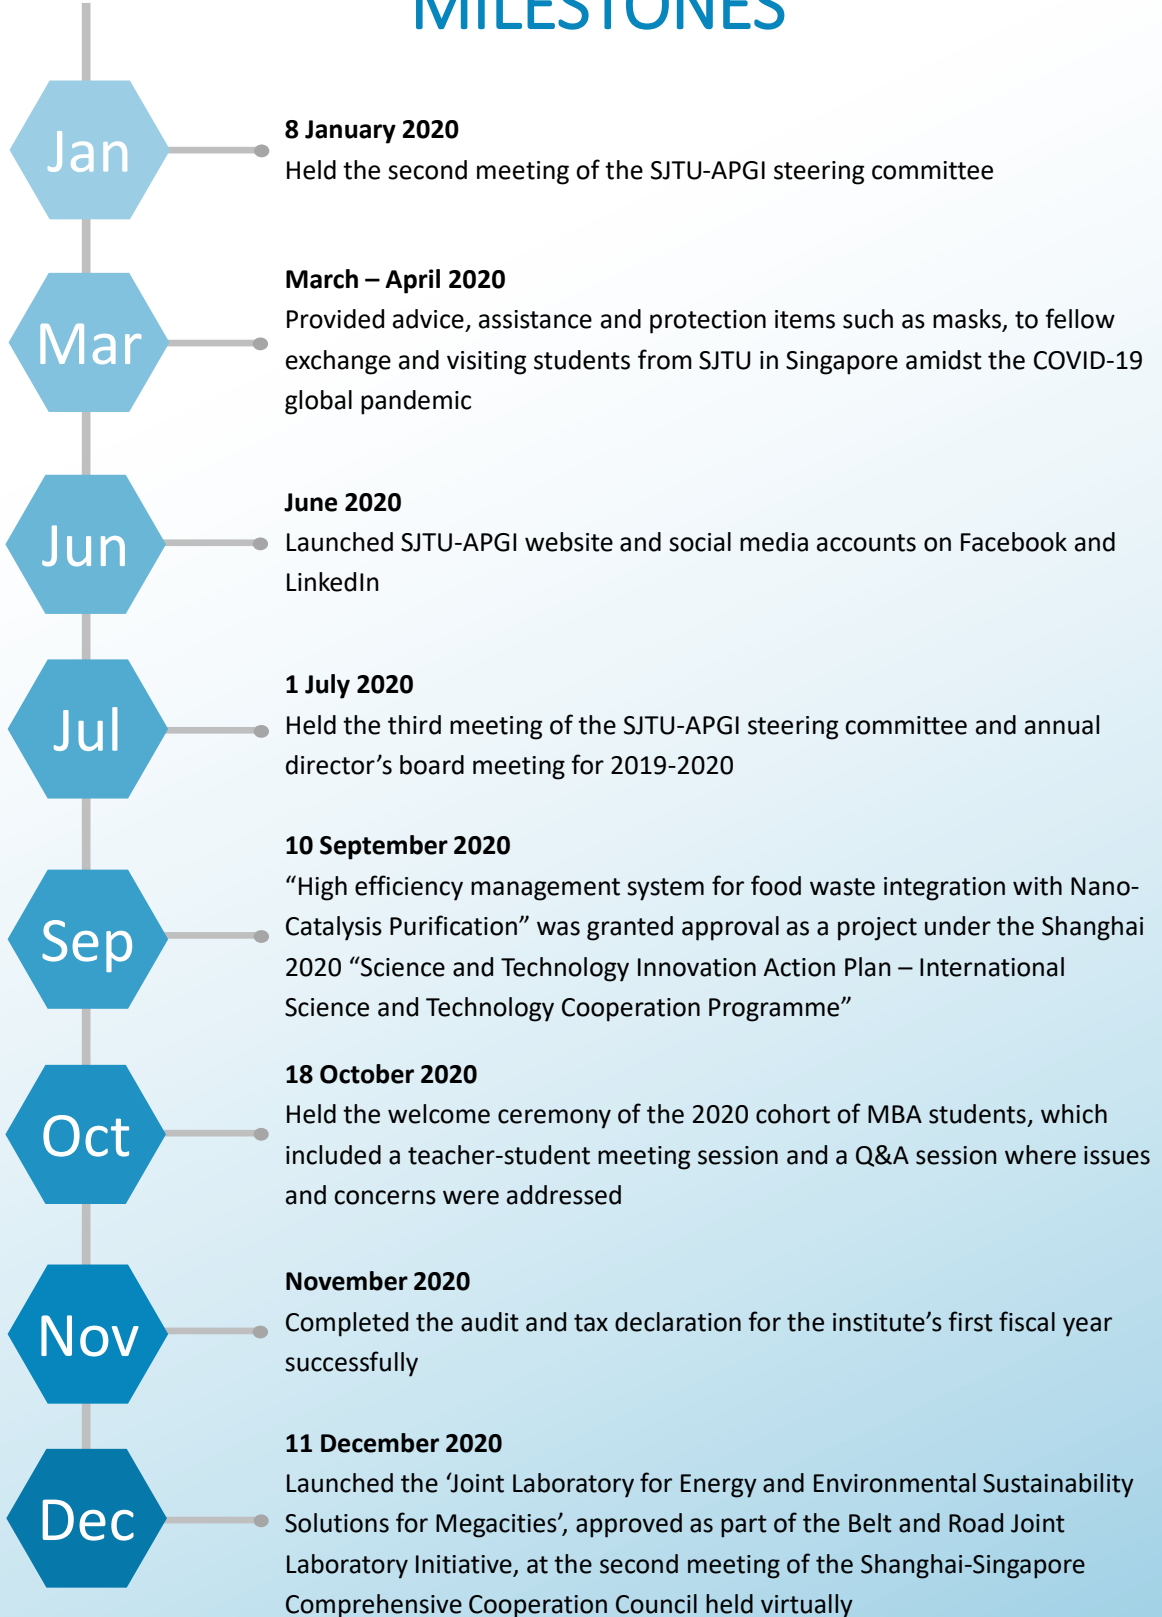 MILESTONES
Jan
8 January 2020
Held the second meeting of the SJTU-APGI steering committee
Mar
March – April 2020
Provided advice, assistance and protection items such as masks, to fellow
exchange and visiting students from SJTU in Singapore amidst the COVID-19
global pandemic
Jun
June 2020
Launched SJTU-APGI website and social media accounts on Facebook and
LinkedIn
Jul
1 July 2020
Held the third meeting of the SJTU-APGI steering committee and annual
director’s board meeting for 2019-2020
Sep
10 September 2020
“High efficiency management system for food waste integration with Nano-
Catalysis Purification” was granted approval as a project under the Shanghai
2020 “Science and Technology Innovation Action Plan – International
Science and Technology Cooperation Programme”
Oct
18 October 2020
Held the welcome ceremony of the 2020 cohort of MBA students, which
included a teacher-student meeting session and a Q&A session where issues
and concerns were addressed
Nov
November 2020
Completed the audit and tax declaration for the institute’s first fiscal year
successfully
Dec
11 December 2020
Launched the ‘Joint Laboratory for Energy and Environmental Sustainability
Solutions for Megacities’, approved as part of the Belt and Road Joint
Laboratory Initiative, at the second meeting of the Shanghai-Singapore
Comprehensive Cooperation Council held virtually